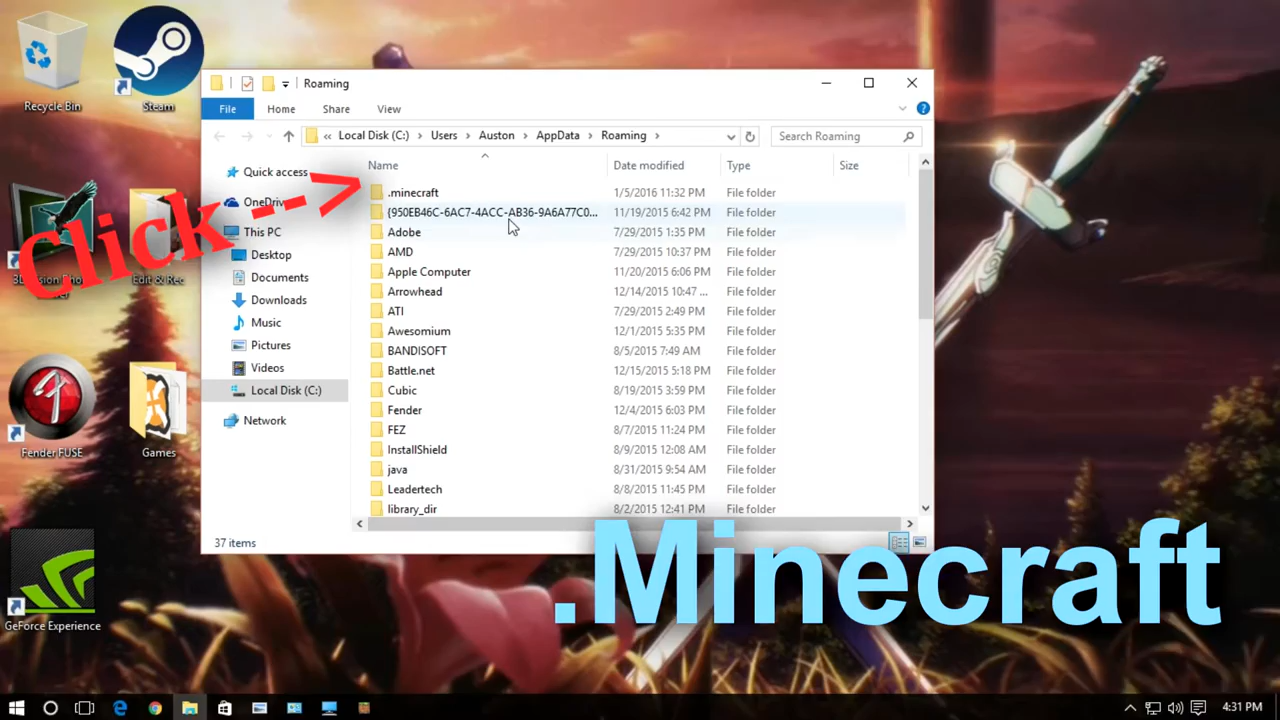 Recycle Bin
Steam
Edit & Rec
Fender FUSE
Games
GeForce Experience
Click -->
Roaming
File
Home
Share
View
«
Local Disk (C:)
Users
Auston
AppData
Roaming
Search Roaming
Quick access
OneDriv
This PC
Desktop
Documents
Downloads
Music
Pictures
Videos
Local Disk (C:)
Network
Name Date modified Type Size
.minecraft 1/5/2016 11:32 PM File folder
{950EB46C-6AC7-4ACC-AB36-9A6A77C0... 11/19/2015 6:42 PM File folder
Adobe 7/29/2015 1:35 PM File folder
AMD 7/29/2015 10:37 PM File folder
Apple Computer 11/20/2015 6:06 PM File folder
Arrowhead 12/14/2015 10:47 ... File folder
ATI 7/29/2015 2:49 PM File folder
Awesomium 12/1/2015 5:35 PM File folder
BANDISOFT 8/5/2015 7:49 AM File folder
Battle.net 12/15/2015 5:18 PM File folder
Cubic 8/19/2015 3:59 PM File folder
Fender 12/4/2015 6:03 PM File folder
FEZ 8/7/2015 11:24 PM File folder
InstallShield 8/9/2015 12:08 AM File folder
java 8/31/2015 9:54 AM File folder
Leadertech 8/8/2015 11:45 PM File folder
library_dir 8/2/2015 12:41 PM File folder
37 items
.Minecraft
4:31 PM